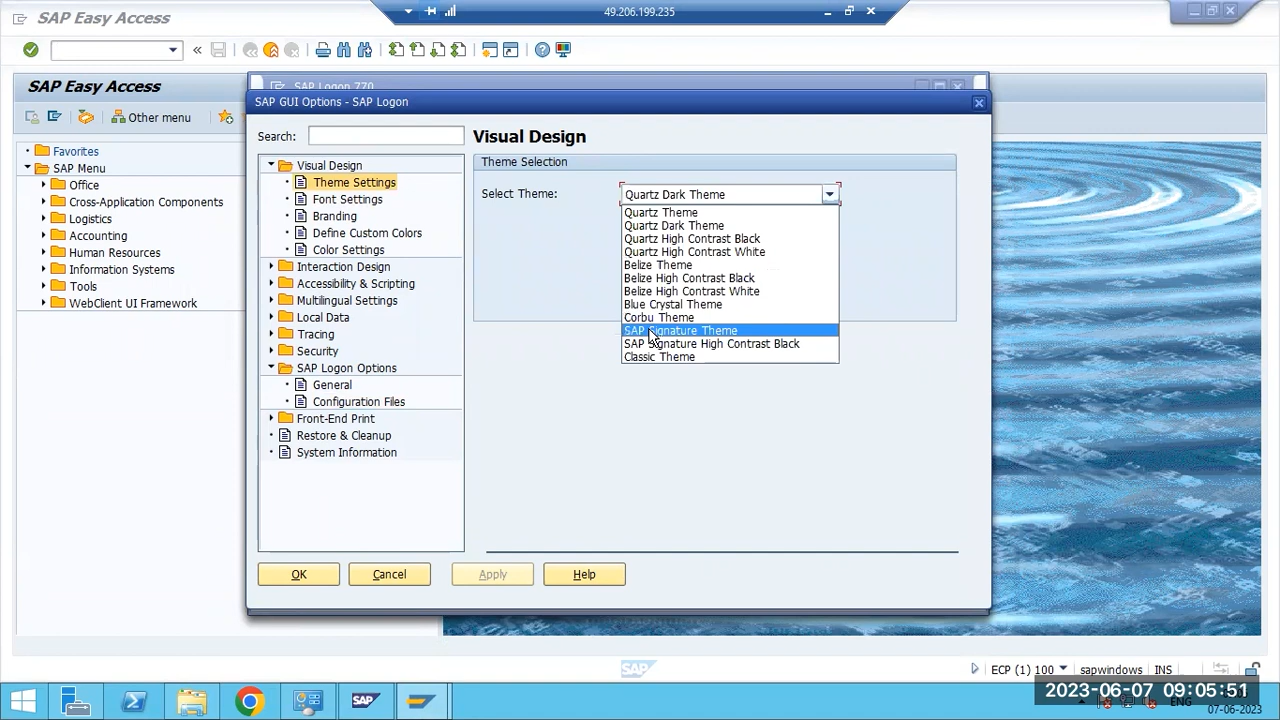 SAP Easy Access
49.206.199.235
SAP Easy Access
SAP Logon 770
Other menu
Favorites
SAP Menu
Office
Cross-Application Components
Logistics
Accounting
Human Resources
Information Systems
Tools
WebClient UI Framework
SAP GUI Options - SAP Logon
Search:
Visual Design
Theme Settings
Font Settings
Branding
Define Custom Colors
Color Settings
Interaction Design
Accessibility & Scripting
Multilingual Settings
Local Data
Tracing
Security
SAP Logon Options
General
Configuration Files
Front-End Print
Restore & Cleanup
System Information
Visual Design
Theme Selection
Select Theme:
Quartz Dark Theme
Quartz Theme
Quartz Dark Theme
Quartz High Contrast Black
Quartz High Contrast White
Belize Theme
Belize High Contrast Black
Belize High Contrast White
Blue Crystal Theme
Corbu Theme
SAP Signature Theme
SAP Signature High Contrast Black
Classic Theme
OK
Cancel
Apply
Help
SAP
ECP (1) 100
sapwindows
INS
SAP
2023-06-07 09:05:51
ENG
07-06-2023